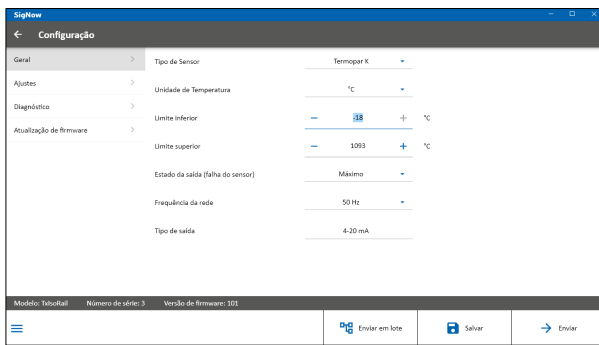 SigNow
Configuração
Geral
Ajustes
Diagnóstico
Atualização de firmware
Tipo de Sensor Termopar K
Unidade de Temperatura °C
Limite inferior − -18 + °C
Limite superior − 1093 + °C
Estado da saída (falha do sensor) Máximo
Frequência da rede 50 Hz
Tipo de saída 4-20 mA
Modelo: TxIsoRail Número de série: 3 Versão de firmware: 101
Enviar em lote Salvar Enviar